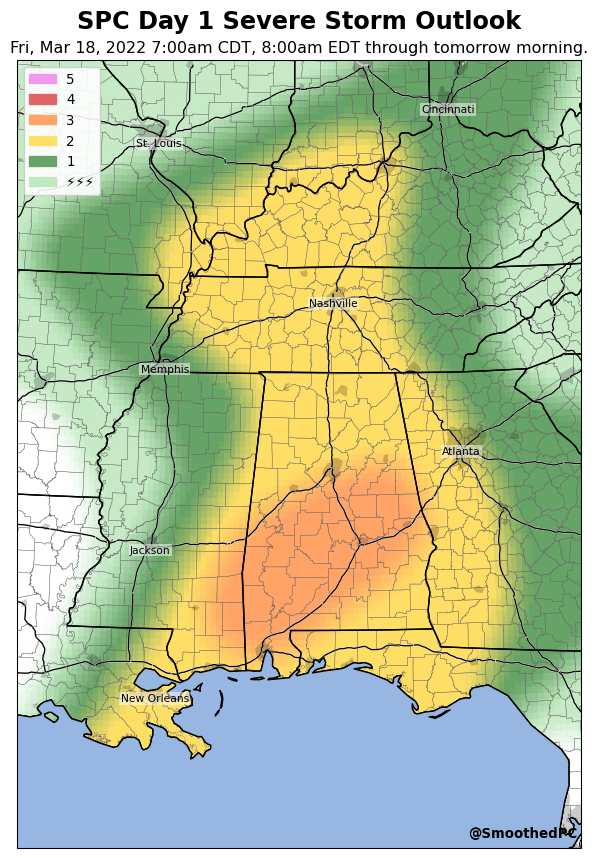 SPC Day 1 Severe Storm Outlook
Fri, Mar 18, 2022 7:00am CDT, 8:00am EDT through tomorrow morning.
5
4
3
2
1
⚡⚡⚡
Cincinnati
St. Louis
Nashville
Memphis
Atlanta
Jackson
New Orleans
@SmoothedPC